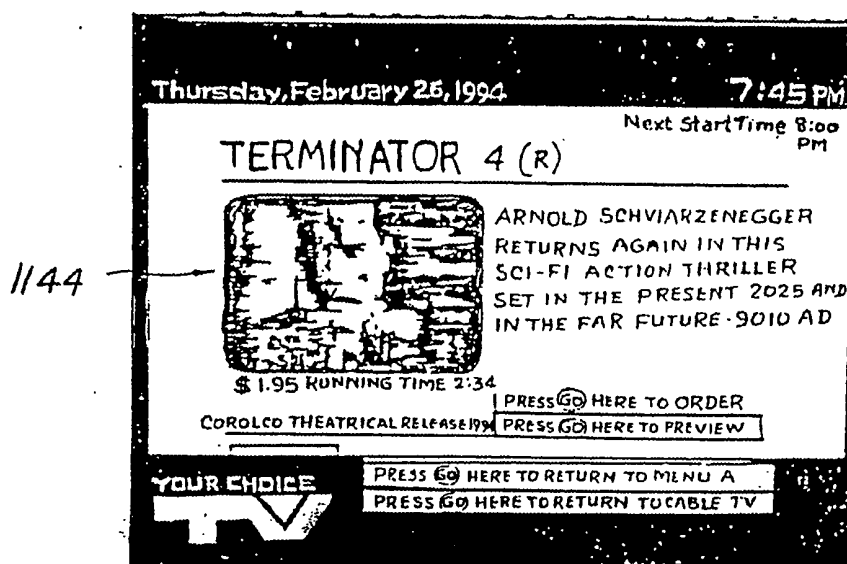 Thursday, February 26, 1994
7:45 PM
Next Start Time 8:00
PM
TERMINATOR 4 (R)
1144
ARNOLD SCHVIARZENEGGER
RETURNS AGAIN IN THIS
SCI-FI ACTION THRILLER
SET IN THE PRESENT 2025 AND
IN THE FAR FUTURE - 9010 AD
$ 1.95 RUNNING TIME 2:34
PRESS GO HERE TO ORDER
COROLCO THEATRICAL RELEASE 1994
PRESS GO HERE TO PREVIEW
YOUR CHOICE
TV
PRESS GO HERE TO RETURN TO MENU A
PRESS GO HERE TO RETURN TO CABLE TV